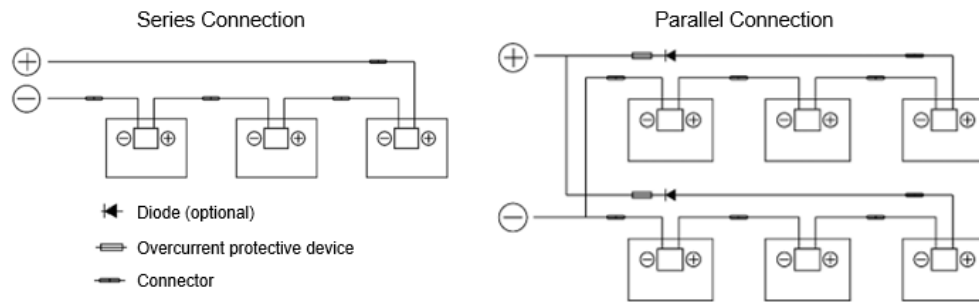 Series Connection
Parallel Connection
+
−
− +
− +
− +
Diode (optional)
Overcurrent protective device
Connector
+
−
− +
− +
− +
− +
− +
− +